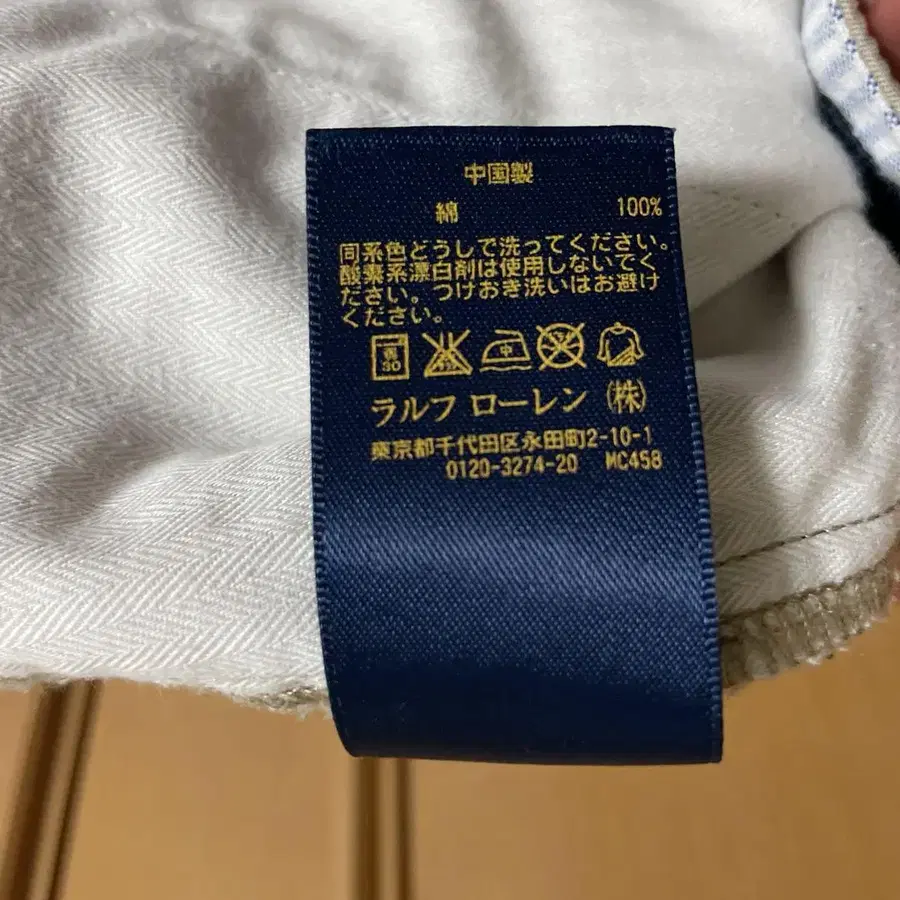 中国製
綿 100%
同系色どうしで洗ってください。
酸素系漂白剤は使用しないでく
ださい。つけおき洗いはお避け
ください。
30 中
ラルフ ローレン (株)
東京都千代田区永田町2-10-1
0120-3274-20 MC458